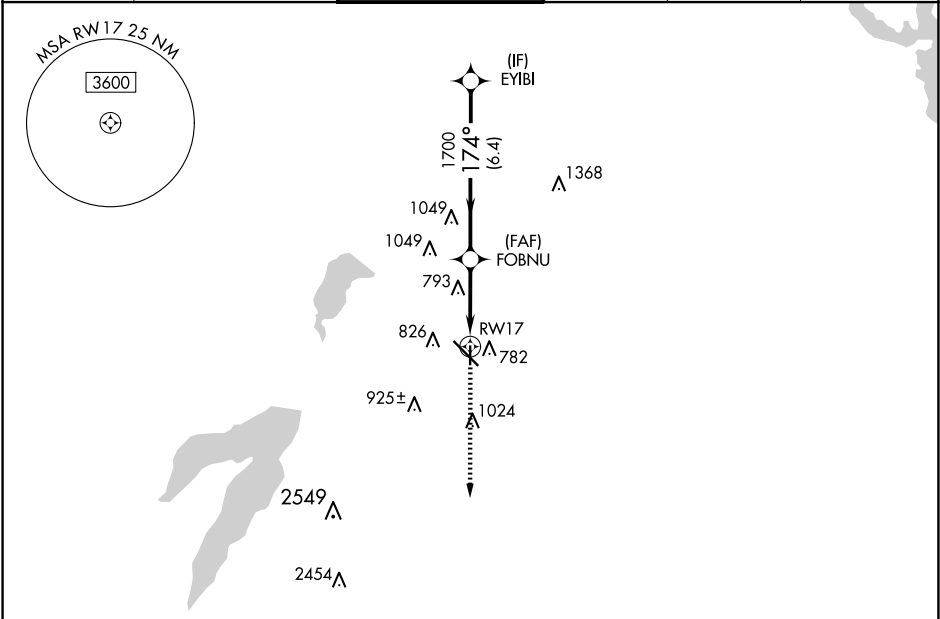 MSA RW17 25 NM
3600
(IF)
EYIBI
1700
174°
(6.4)
1368
1049
1049
(FAF)
FOBNU
793
RW17
826
782
925±
1024
2549
2454